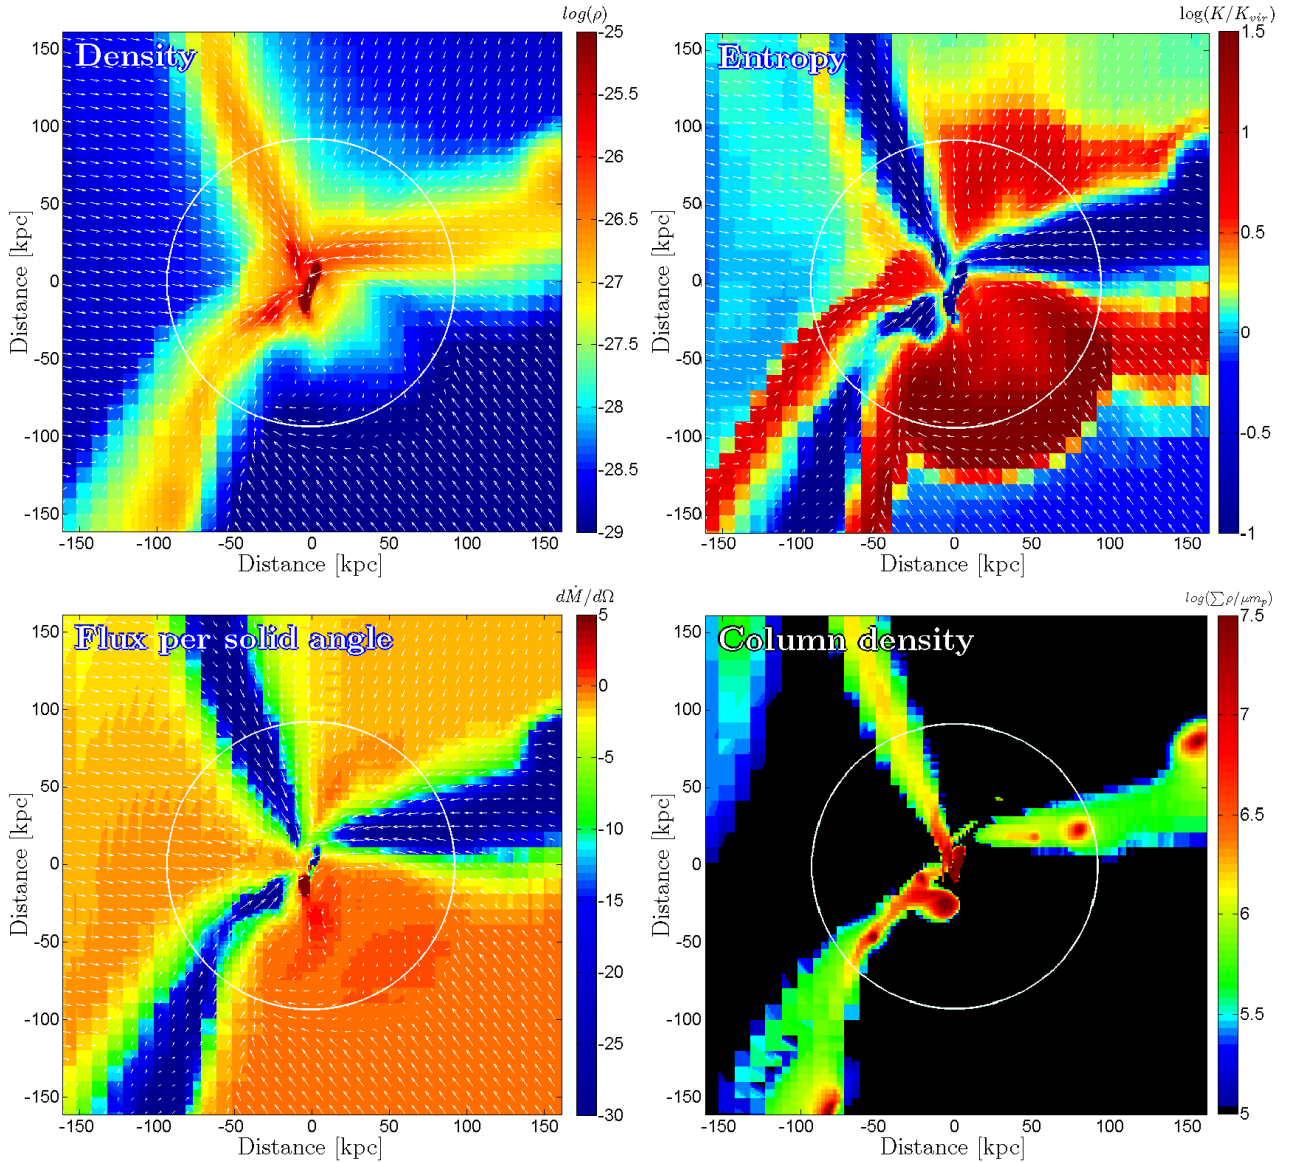 log(ρ)
Density
-25
-25.5
-26
-26.5
-27
-27.5
-28
-28.5
-29
150
100
50
0
-50
-100
-150
Distance [kpc]
-150 -100 -50 0 50 100 150
Distance [kpc]
log(K/K_vir)
Entropy
1.5
1
0.5
0
-0.5
-1
150
100
50
0
-50
-100
-150
Distance [kpc]
-150 -100 -50 0 50 100 150
Distance [kpc]
dṀ/dΩ
Flux per solid angle
5
0
-5
-10
-15
-20
-25
-30
150
100
50
0
-50
-100
-150
Distance [kpc]
-150 -100 -50 0 50 100 150
Distance [kpc]
log(∑ρ/μm_p)
Column density
7.5
7
6.5
6
5.5
5
150
100
50
0
-50
-100
-150
Distance [kpc]
-150 -100 -50 0 50 100 150
Distance [kpc]